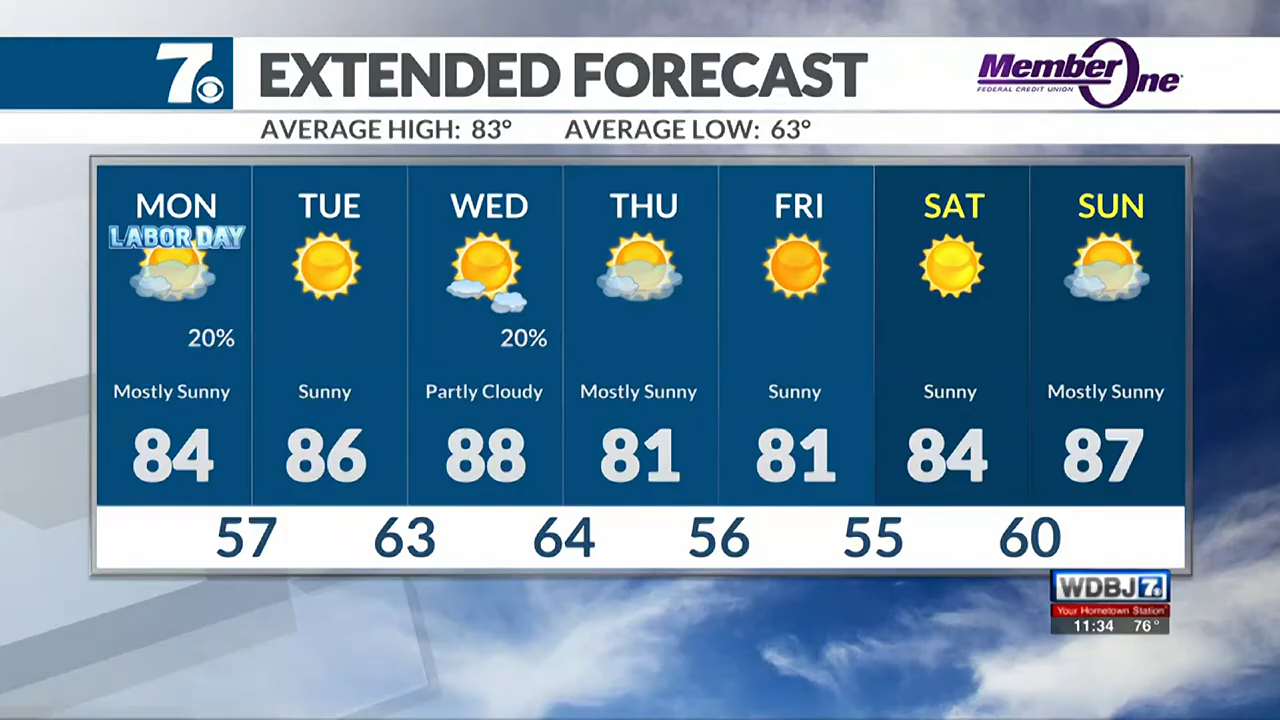 7 EXTENDED FORECAST MemberOne
FEDERAL CREDIT UNION
AVERAGE HIGH: 83° AVERAGE LOW: 63°
MON TUE WED THU FRI SAT SUN
LABOR DAY
20% 20%
Mostly Sunny Sunny Partly Cloudy Mostly Sunny Sunny Sunny Mostly Sunny
84 86 88 81 81 84 87
57 63 64 56 55 60
WDBJ7
Your Hometown Station
11:34 76°